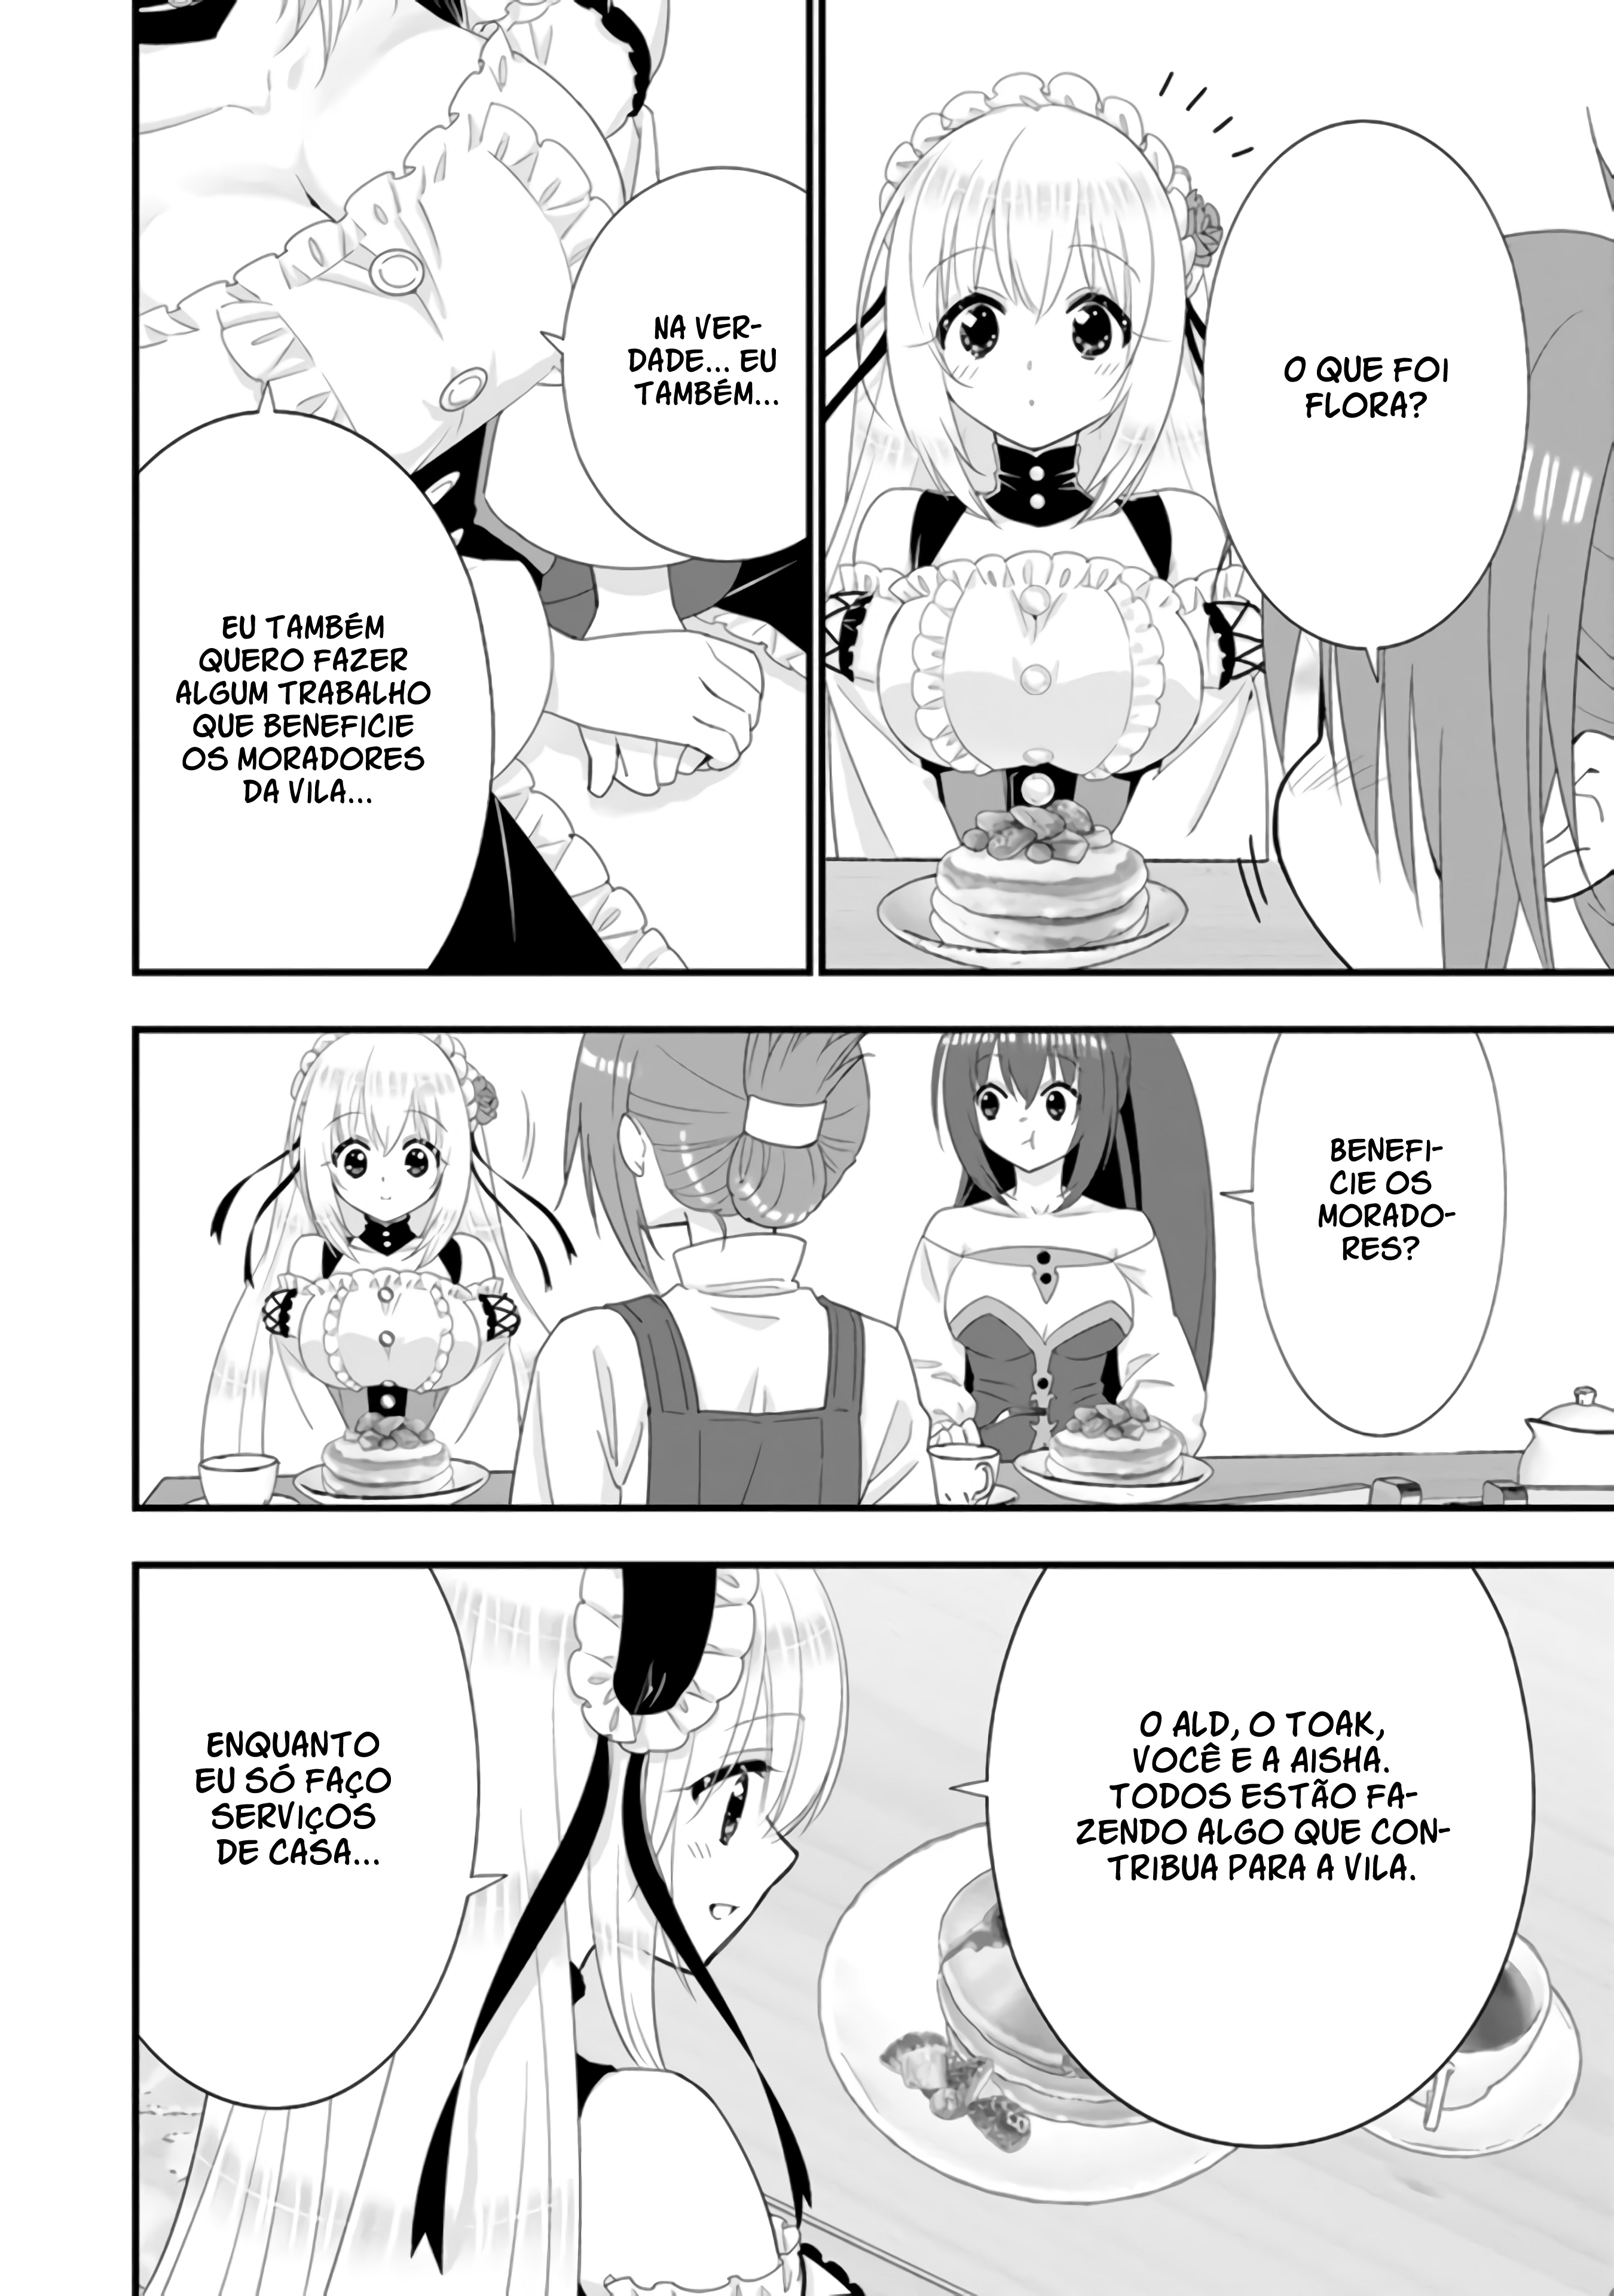 O QUE FOI
FLORA?
NA VER-
DADE... EU
TAMBÉM...
EU TAMBÉM
QUERO FAZER
ALGUM TRABALHO
QUE BENEFICIE
OS MORADORES
DA VILA...
BENEFI-
CIE OS
MORADO-
RES?
O ALD, O TOAK,
VOCÊ E A AISHA.
TODOS ESTÃO FA-
ZENDO ALGO QUE CON-
TRIBUA PARA A VILA.
ENQUANTO
EU SÓ FAÇO
SERVIÇOS
DE CASA...